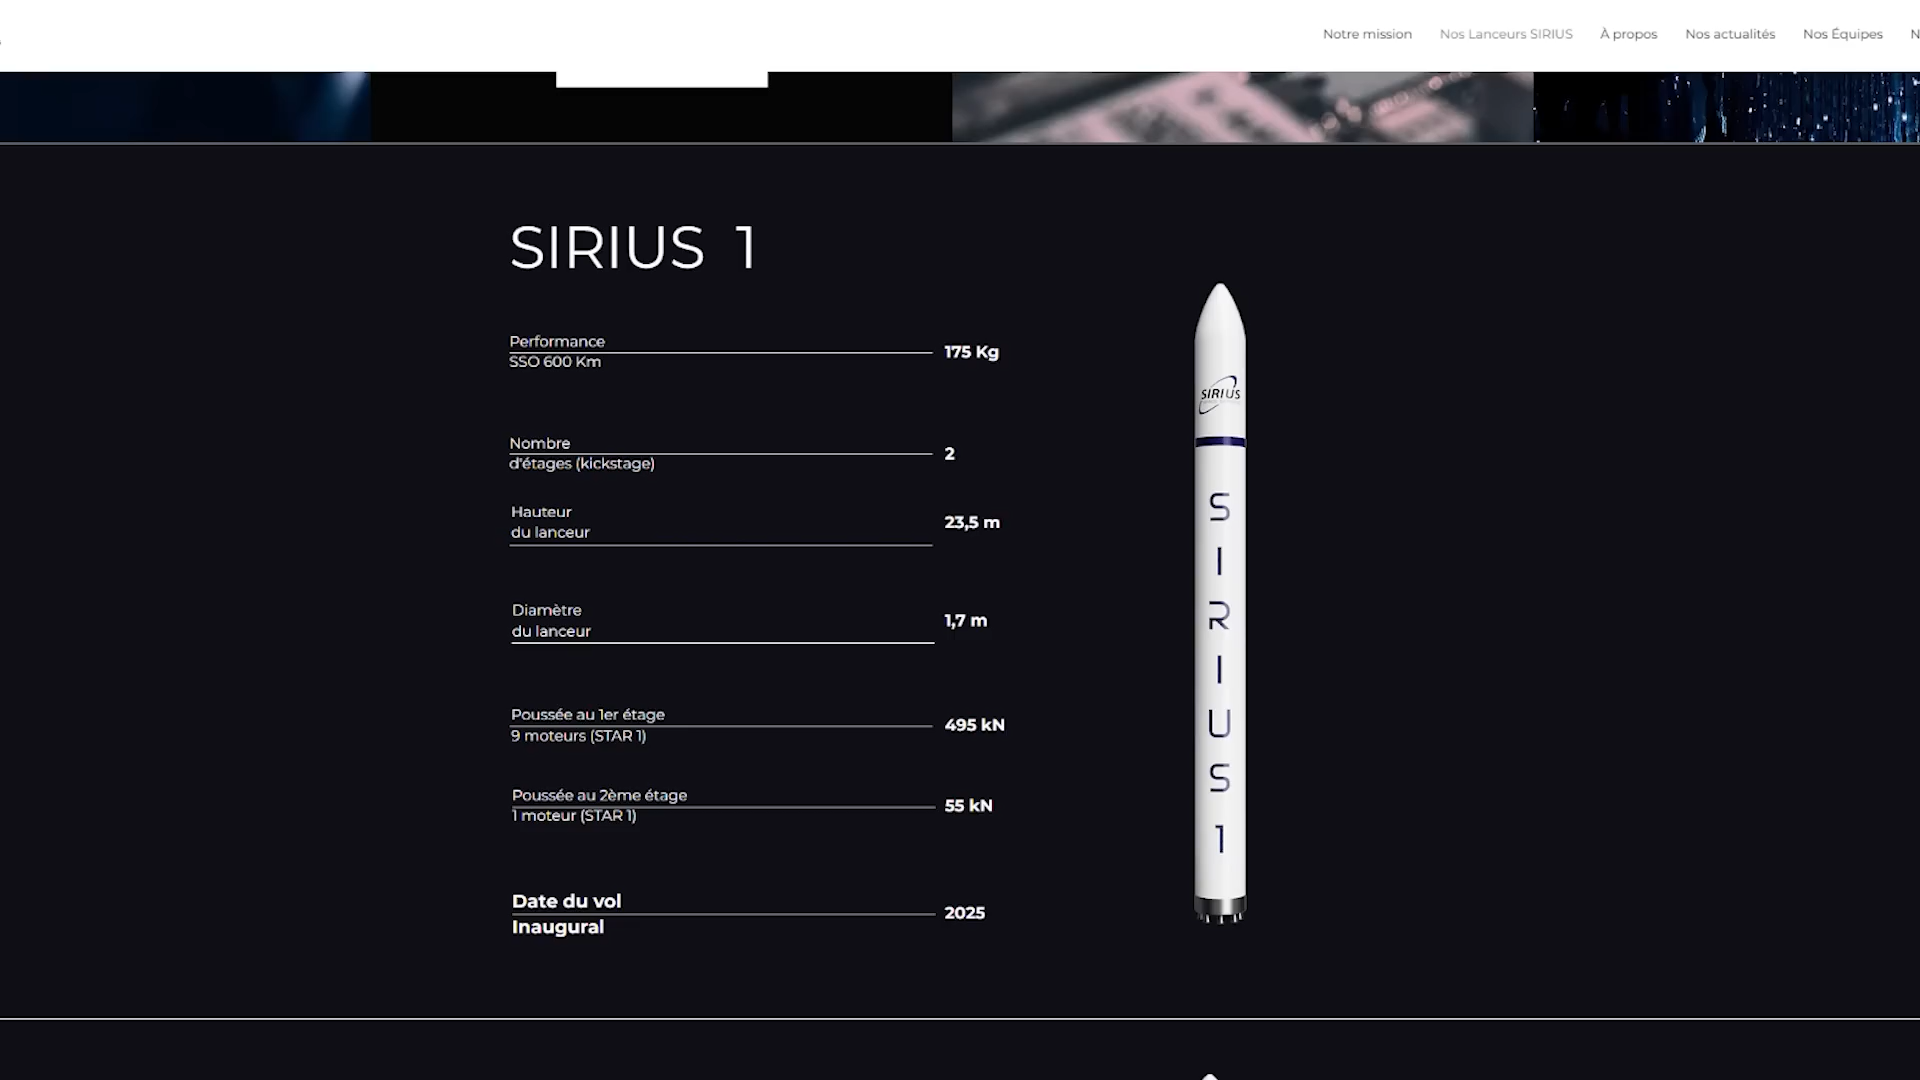 Notre mission
Nos Lanceurs SIRIUS
À propos
Nos actualités
Nos Équipes
SIRIUS 1
Performance
SSO 600 Km
175 Kg
Nombre
d'étages (kickstage)
2
Hauteur
du lanceur
23,5 m
Diamètre
du lanceur
1,7 m
Poussée au 1er étage
9 moteurs (STAR 1)
495 kN
Poussée au 2ème étage
1 moteur (STAR 1)
55 kN
Date du vol
Inaugural
2025
SIRIUS
S
I
R
I
U
S
1